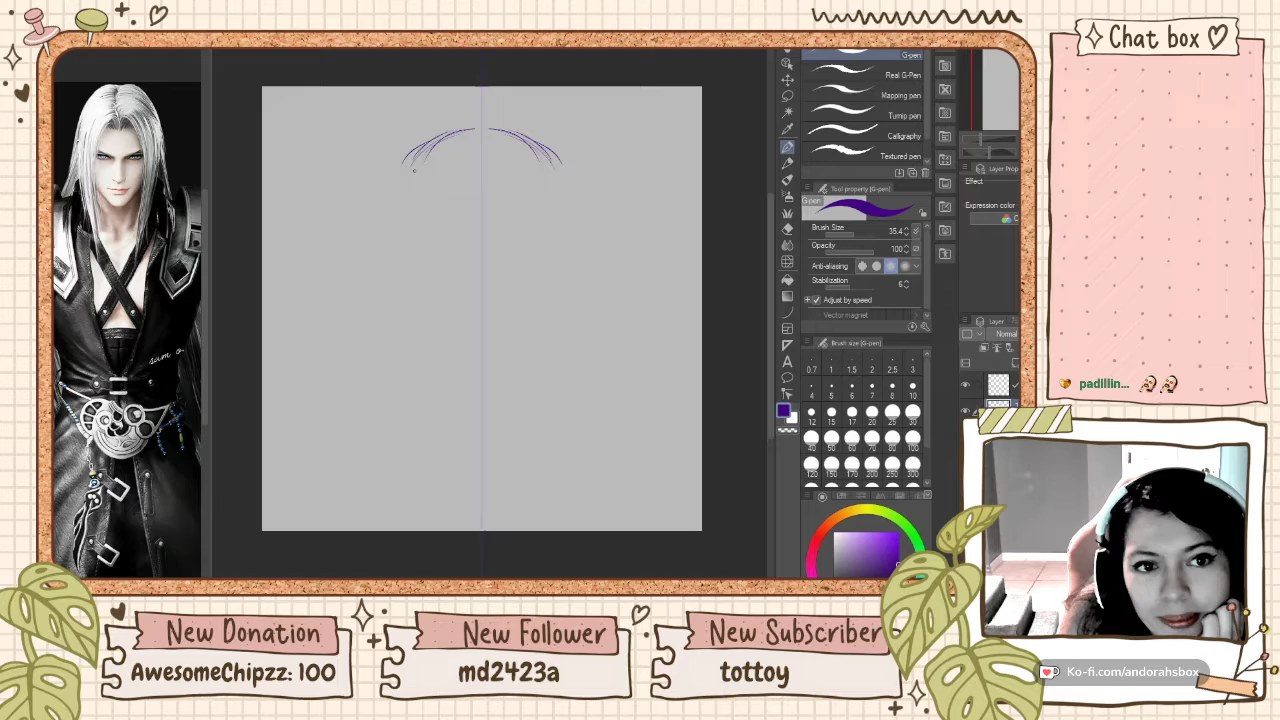 Chat box
padillin...
G-pen
Real G-Pen
Mapping pen
Turnip pen
Calligraphy
Textured pen
Tool property (G-pen)
G-pen
Brush Size
35.4
Opacity
100
Anti-aliasing
Stabilization
6
Adjust by speed
Vector magnet
Brush size (G-pen)
0.7 1 1.5 2 2.5 3
4 5 6 7 8 10
12 15 17 20 25 30
40 50 60 70 80 100
120 150 170 200 250 300
Layer Prop
Effect
Expression color
C
Layer
Normal
New Donation
AwesomeChipzz: 100
New Follower
md2423a
New Subscriber
tottoy
Ko-fi.com/andorahsbox